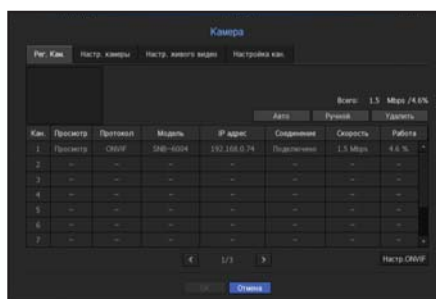 Камера
Рег. Кам. Настр. камеры Настр. живого видео Настройка кан.
Всего: 1.5 Mbps /4.6%
Авто Ручной Удалить
Кан. Просмотр Протокол Модель IP адрес Соединение Скорость Работа
1 Просмотр ONVIF SNB-6004 192.168.0.74 Подключено 1.5 Mbps 4.6 %
2 - - - - - - -
3 - - - - - - -
4 - - - - - - -
5 - - - - - - -
6 - - - - - - -
7 - - - - - - -
< 1/3 > Настр.ONVIF
OK Отмена